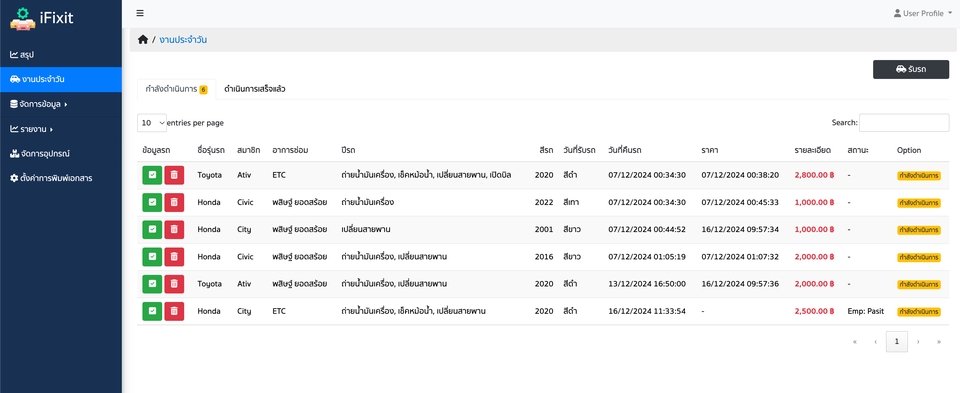 iFixit
User Profile
/ งานประจำวัน
สรุป
งานประจำวัน
จัดการข้อมูล
รายงาน
จัดการอุปกรณ์
ตั้งค่าการพิมพ์เอกสาร
รับรถ
กำลังดำเนินการ 6 ดำเนินการเสร็จแล้ว
10 entries per page Search:
ข้อมูลรถ ชื่อรุ่นรถ สมาชิก อาการซ่อม ปีรถ สีรถ วันที่รับรถ วันที่คืนรถ ราคา รายละเอียด สถานะ Option
Toyota Ativ ETC ถ่ายน้ำมันเครื่อง, เช็คหม้อน้ำ, เปลี่ยนสายพาน, เปิดบิล 2020 สีดำ 07/12/2024 00:34:30 07/12/2024 00:38:20 2,800.00 ฿ - กำลังดำเนินการ
Honda Civic พสิษฐ์ ยอดสร้อย ถ่ายน้ำมันเครื่อง 2022 สีเทา 07/12/2024 00:34:30 07/12/2024 00:45:33 1,000.00 ฿ - กำลังดำเนินการ
Honda City พสิษฐ์ ยอดสร้อย เปลี่ยนสายพาน 2001 สีขาว 07/12/2024 00:44:52 16/12/2024 09:57:34 1,000.00 ฿ - กำลังดำเนินการ
Honda Civic พสิษฐ์ ยอดสร้อย ถ่ายน้ำมันเครื่อง, เปลี่ยนสายพาน 2016 สีขาว 07/12/2024 01:05:19 07/12/2024 01:07:32 2,000.00 ฿ - กำลังดำเนินการ
Toyota Ativ พสิษฐ์ ยอดสร้อย ถ่ายน้ำมันเครื่อง, เปลี่ยนสายพาน 2020 สีดำ 13/12/2024 16:50:00 16/12/2024 09:57:36 2,000.00 ฿ - กำลังดำเนินการ
Honda City ETC ถ่ายน้ำมันเครื่อง, เช็คหม้อน้ำ, เปลี่ยนสายพาน 2020 สีดำ 16/12/2024 11:33:54 - 2,500.00 ฿ Emp: Pasit กำลังดำเนินการ
« ‹ 1 › »